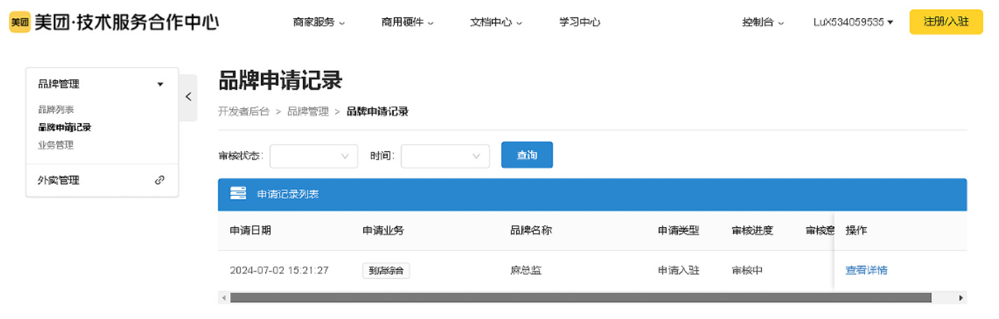 美团 美团·技术服务合作中心 商家服务 商用硬件 文档中心 学习中心 控制台 LuX534059535 注册/入驻
品牌管理
品牌列表
品牌申请记录
业务管理
外卖管理
品牌申请记录
开发者后台 > 品牌管理 > 品牌申请记录
审核状态: 时间: 查询
申请记录列表
申请日期 申请业务 品牌名称 申请类型 审核进度 审核意 操作
2024-07-02 15:21:27 到店综合 麻总监 申请入驻 审核中 查看详情